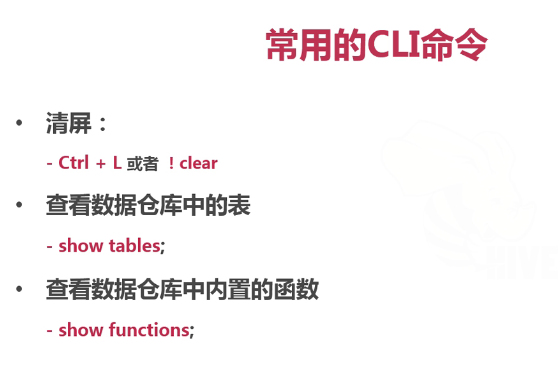 常用的CLI命令
• 清屏：
- Ctrl + L 或者 ! clear
• 查看数据仓库中的表
- show tables;
• 查看数据仓库中内置的函数
- show functions;
HIVE